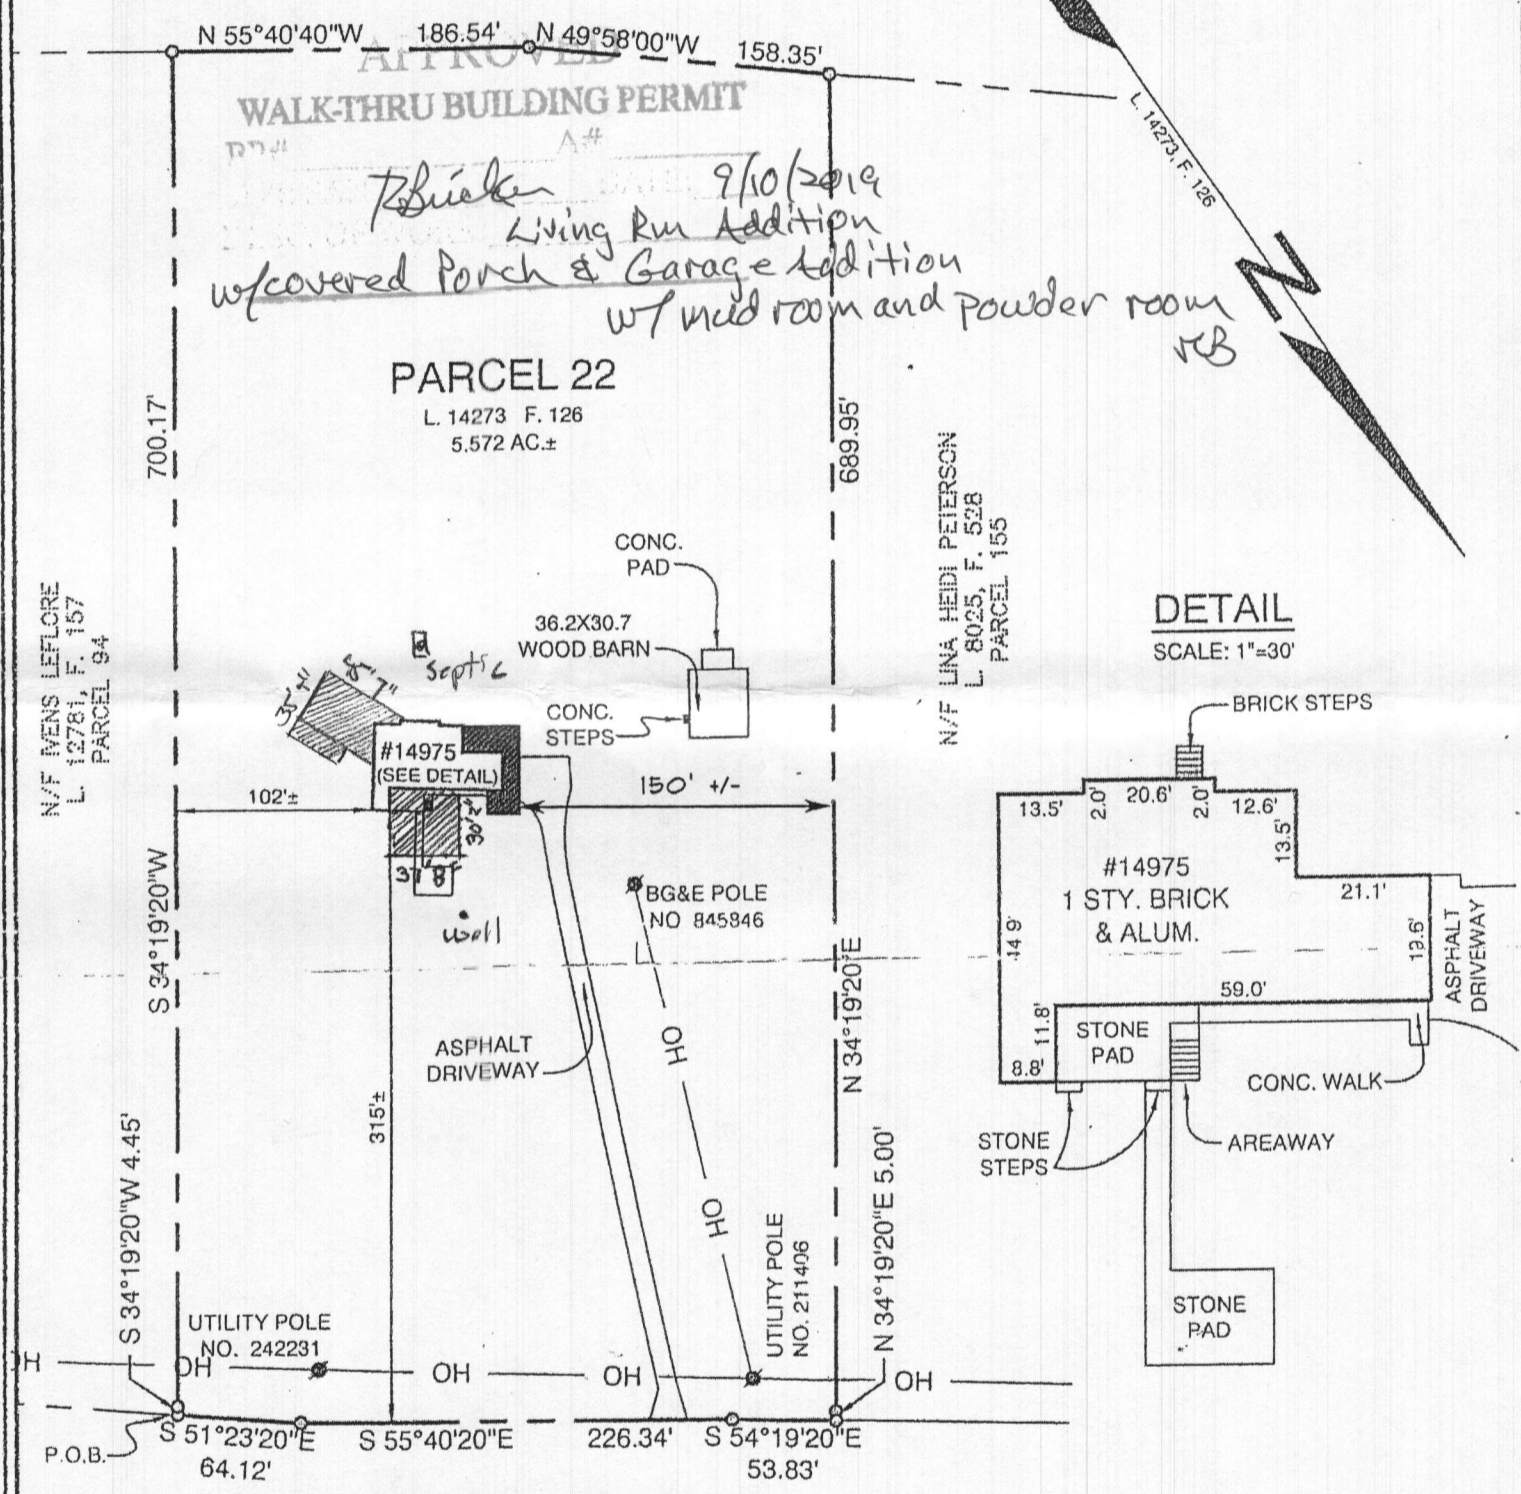 N 55°40'40"W 186.54' N 49°58'00"W 158.35'
APPROVED
WALK-THRU BUILDING PERMIT
BP# A#
9/10/2019
Living Rm Addition
w/covered Porch & Garage Addition
w/ mud room and powder room
RB
L. 14273, F. 126
N
PARCEL 22
L. 14273 F. 126
5.572 AC.±
700.17'
689.95'
N/F IVENS LEFLORE
L. 12781, F. 157
PARCEL 94
N/F LINA HEIDI PETERSON
L 8025, F. 528
PARCEL 155
CONC.
PAD
36.2X30.7
WOOD BARN
CONC.
STEPS
septic
#14975
(SEE DETAIL)
102'±
150' +/-
30'2"
37'8"
well
BG&E POLE
NO 845846
S 34°19'20"W
N 34°19'20"E
ASPHALT
DRIVEWAY
OH
OH
315'±
S 34°19'20"W 4.45'
N 34°19'20"E 5.00'
UTILITY POLE
NO. 242231
UTILITY POLE
NO. 211406
OH OH OH OH
P.O.B.
S 51°23'20"E
64.12'
S 55°40'20"E 226.34'
S 54°19'20"E
53.83'
DETAIL
SCALE: 1"=30'
BRICK STEPS
13.5' 2.0' 20.6' 2.0' 12.6'
13.5'
#14975
1 STY. BRICK
& ALUM.
21.1'
44.9'
19.6'
ASPHALT
DRIVEWAY
59.0'
11.8'
STONE
PAD
8.8'
CONC. WALK
STONE
STEPS
AREAWAY
STONE
PAD